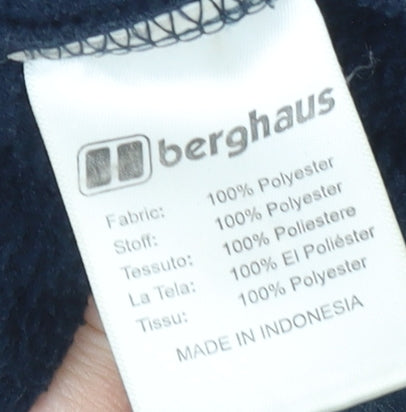 berghaus
Fabric: 100% Polyester
Stoff: 100% Polyester
Tessuto: 100% Poliestere
La Tela: 100% El Poliéster
Tissu: 100% Polyester
MADE IN INDONESIA